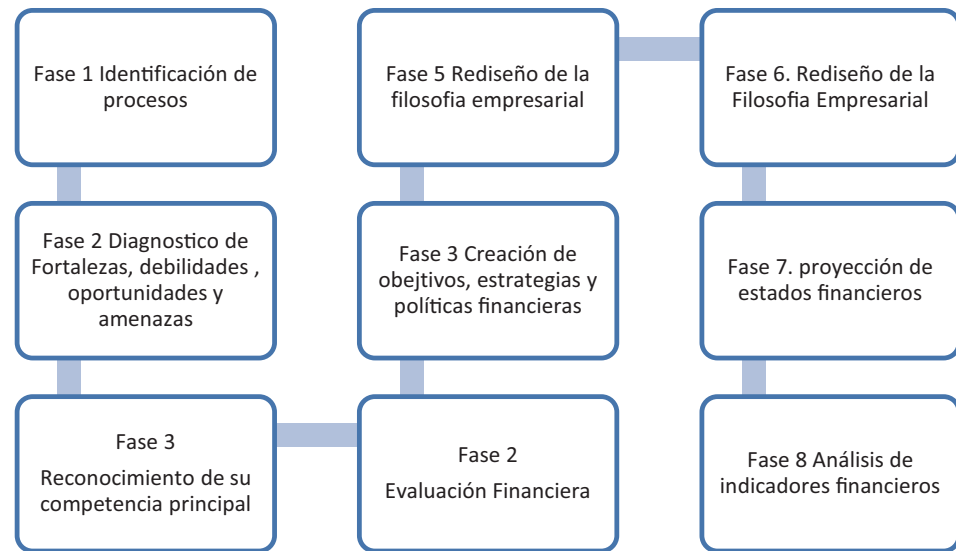 Fase 1 Identificación de
procesos
Fase 2 Diagnostico de
Fortalezas, debilidades ,
oportunidades y
amenazas
Fase 3
Reconocimiento de su
competencia principal
Fase 2
Evaluación Financiera
Fase 3 Creación de
obejtivos, estrategias y
políticas financieras
Fase 5 Rediseño de la
filosofia empresarial
Fase 6. Rediseño de la
Filosofia Empresarial
Fase 7. proyección de
estados financieros
Fase 8 Análisis de
indicadores financieros